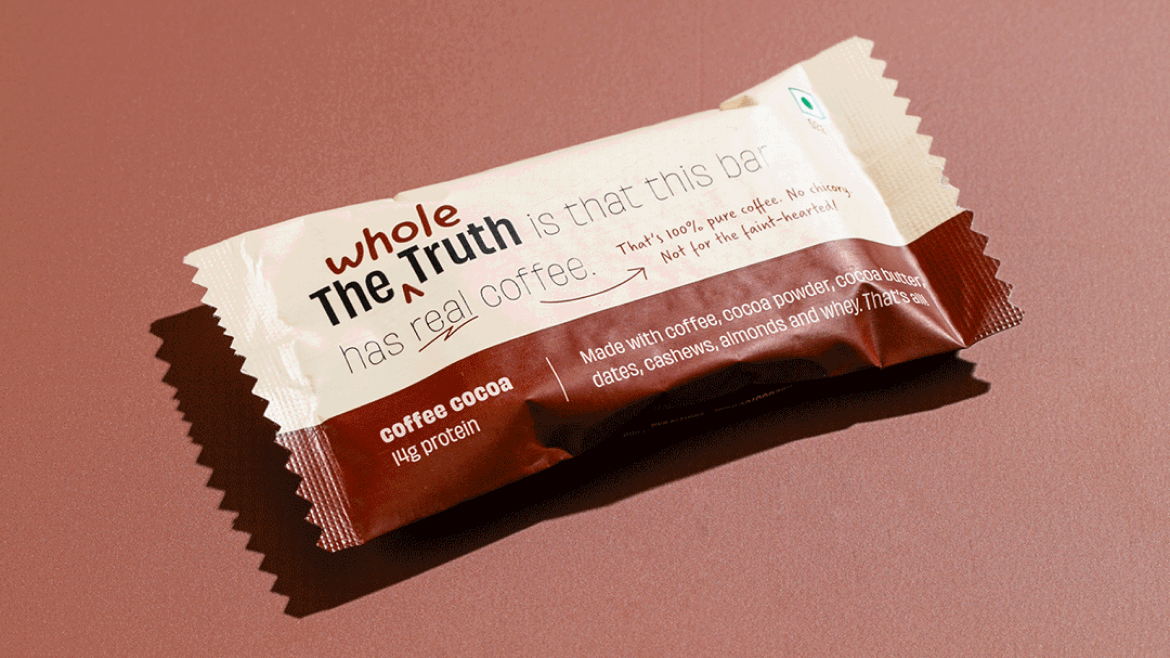 whole
The Truth is that this bar
has real coffee.
That's 100% pure coffee. No chicory.
Not for the faint-hearted!
coffee cocoa
14g protein
Made with coffee, cocoa powder, cocoa butter,
dates, cashews, almonds and whey. That's all!